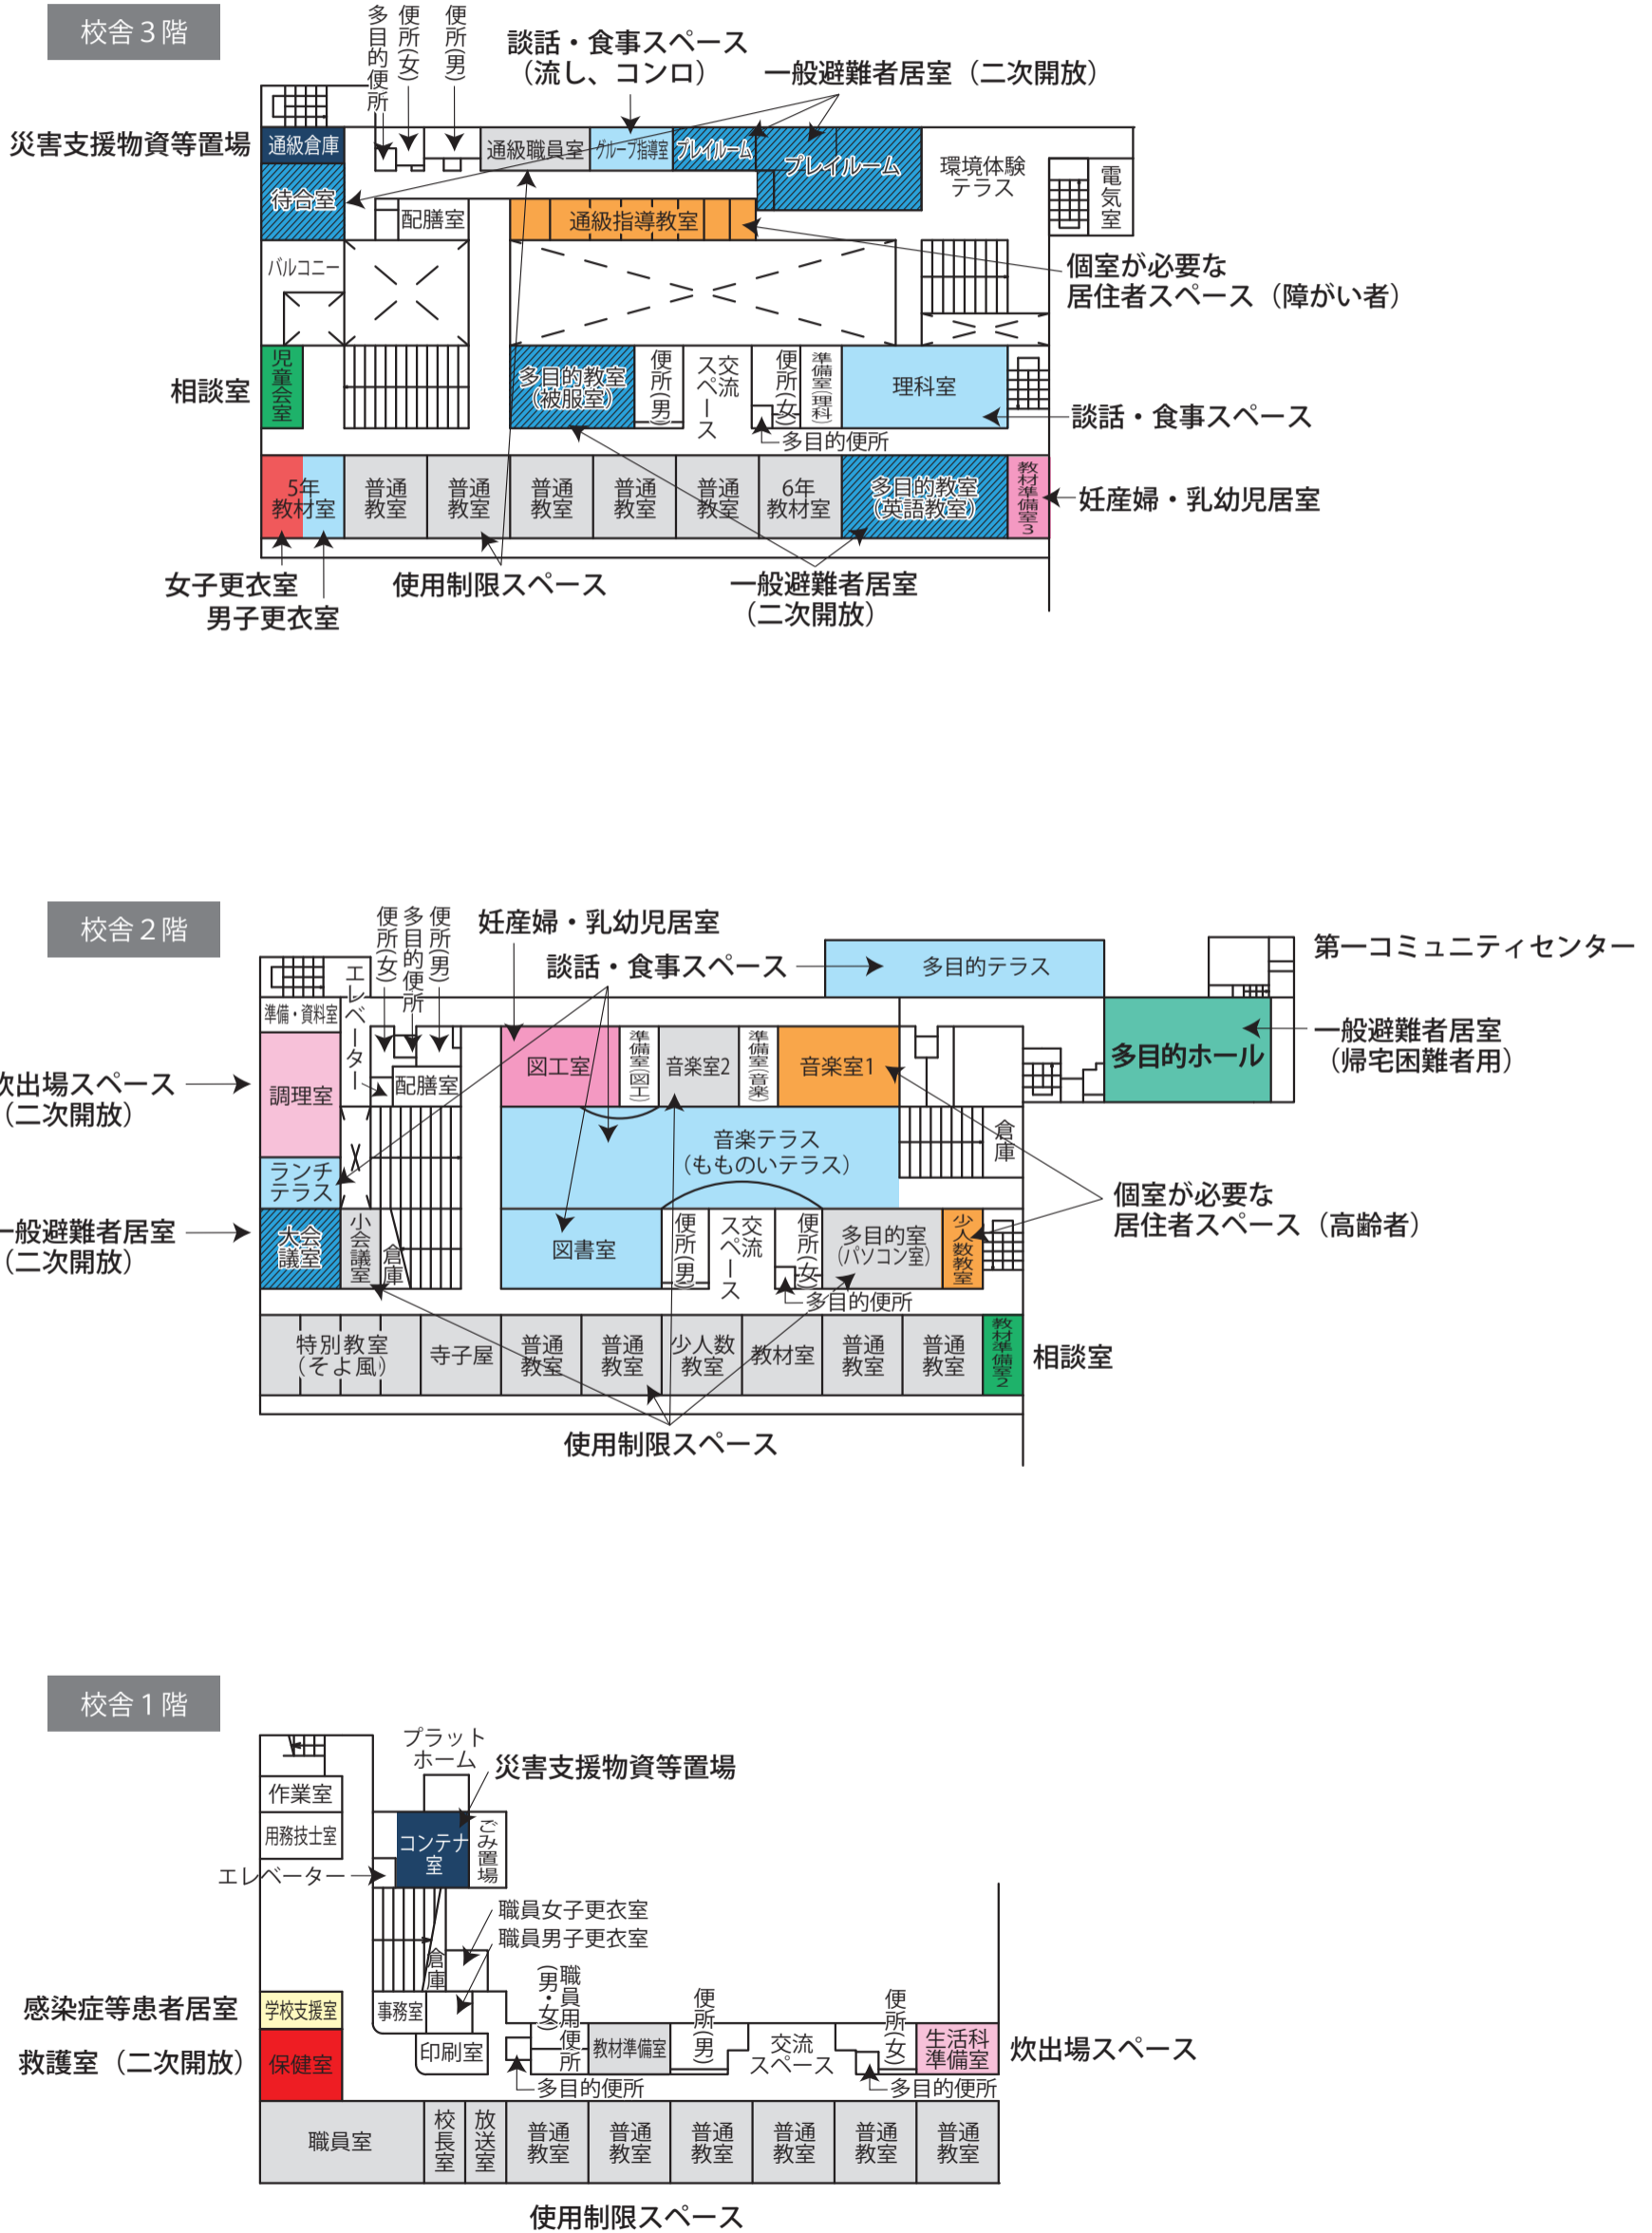 校舎３階
多目的便所
便所(女)
便所(男)
談話・食事スペース
（流し、コンロ）
一般避難者居室（二次開放）
災害支援物資等置場
通級倉庫
通級職員室
グループ指導室
プレイルーム
プレイルーム
環境体験
テラス
電気室
待合室
配膳室
通級指導教室
個室が必要な
居住者スペース（障がい者）
バルコニー
相談室
児童会室
多目的教室
（被服室）
便所(男)
交流
スペース
便所(女)
準備室(理科)
理科室
談話・食事スペース
多目的便所
5年
教材室
普通
教室
普通
教室
普通
教室
普通
教室
普通
教室
6年
教材室
多目的教室
（英語教室）
教材準備室3
妊産婦・乳幼児居室
女子更衣室
男子更衣室
使用制限スペース
一般避難者居室
（二次開放）
校舎２階
便所(女)
多目的便所
便所(男)
妊産婦・乳幼児居室
談話・食事スペース
多目的テラス
第一コミュニティセンター
準備・資料室
エレベーター
一般避難者居室
（帰宅困難者用）
多目的ホール
炊出場スペース
（二次開放）
調理室
配膳室
図工室
準備室(図工)
音楽室2
準備室(音楽)
音楽室1
倉庫
音楽テラス
（もものいテラス）
ランチ
テラス
一般避難者居室
（二次開放）
大会
議室
小会議室
倉庫
図書室
便所(男)
交流
スペース
便所(女)
多目的室
（パソコン室）
少人数教室
個室が必要な
居住者スペース（高齢者）
多目的便所
特別教室
（そよ風）
寺子屋
普通
教室
普通
教室
少人数
教室
教材室
普通
教室
普通
教室
教材準備室2
相談室
使用制限スペース
校舎１階
プラット
ホーム
災害支援物資等置場
作業室
用務技士室
コンテナ
室
ごみ置場
エレベーター
職員女子更衣室
職員男子更衣室
倉庫
感染症等患者居室
学校支援室
事務室
職員用便所
(男・女)
便所(男)
便所(女)
救護室（二次開放）
保健室
印刷室
教材準備室
交流
スペース
生活科
準備室
炊出場スペース
多目的便所
多目的便所
職員室
校長室
放送室
普通
教室
普通
教室
普通
教室
普通
教室
普通
教室
普通
教室
使用制限スペース